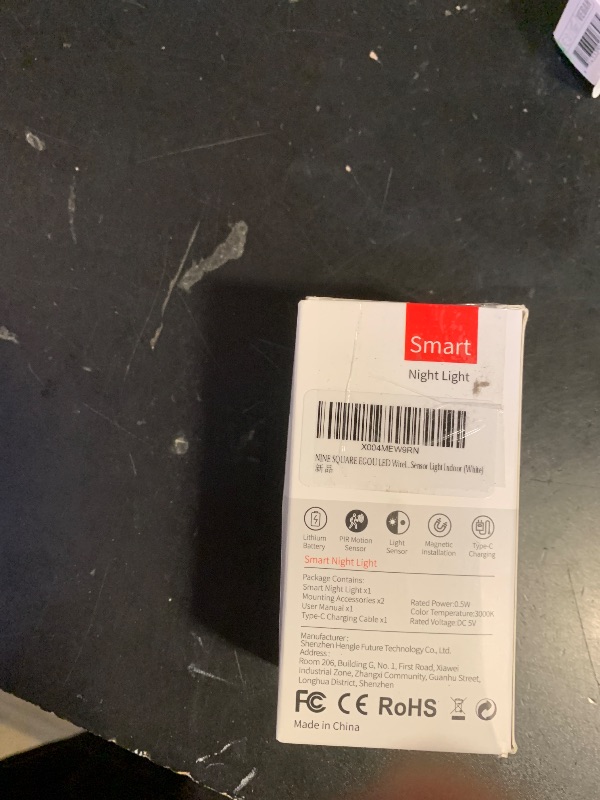 Smart
Night Light
X004MEW9RN
NINE SQUARE EGOU LED Wirel...Sensor Light Indoor (White)
新品
Lithium Battery
PIR Motion Sensor
Light Sensor
Magnetic Installation
Type-C Charging
Smart Night Light
Package Contains:
Smart Night Light x1
Mounting Accessories x2
User Manual x1
Type-C Charging Cable x1
Rated Power:0.5W
Color Temperature:3000K
Rated Voltage:DC 5V
Manufacturer:
Shenzhen Hengle Future Technology Co., Ltd.
Address:
Room 206, Building G, No. 1, First Road, Xiawei
Industrial Zone, Zhangxi Community, Guanhu Street,
Longhua District, Shenzhen
FC CE RoHS
Made in China